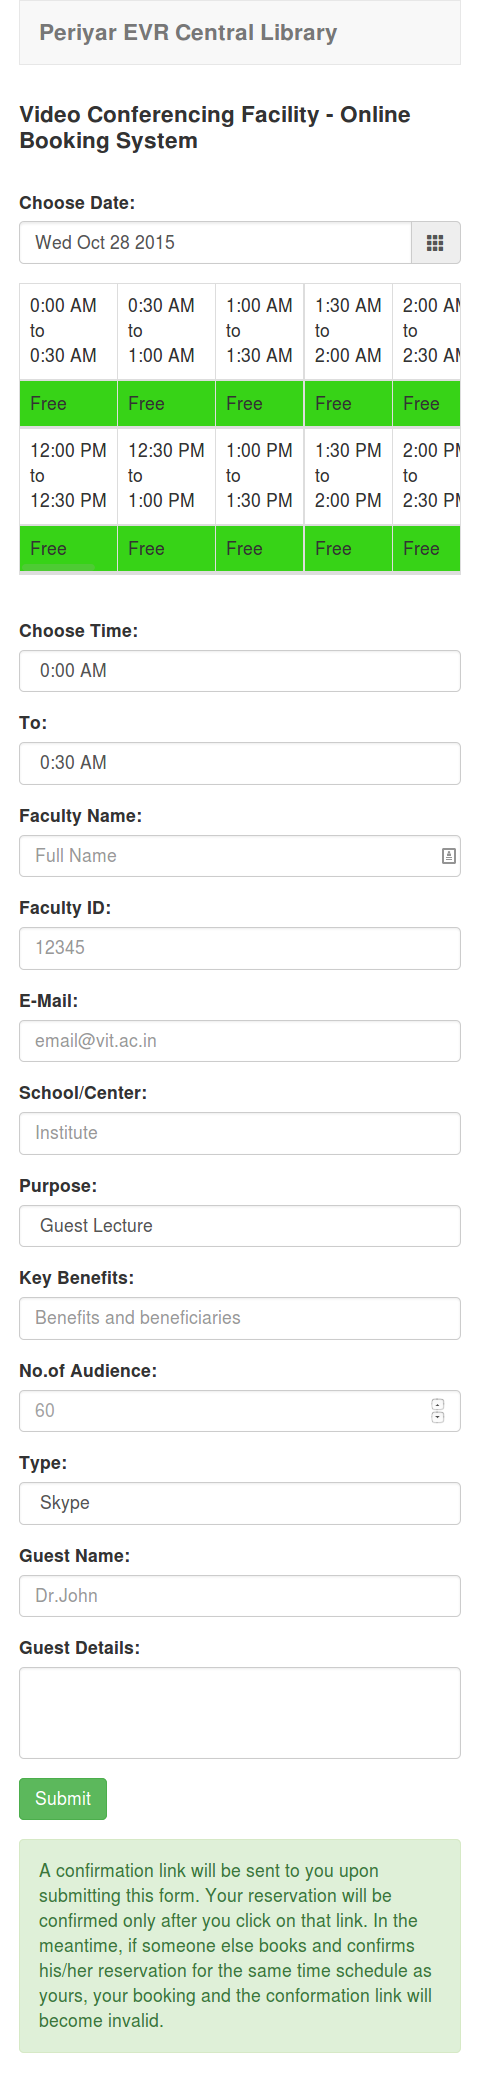 Periyar EVR Central Library
Video Conferencing Facility - Online
Booking System
Choose Date:
Wed Oct 28 2015
0:00 AM to 0:30 AM
0:30 AM to 1:00 AM
1:00 AM to 1:30 AM
1:30 AM to 2:00 AM
2:00 AM to 2:30 AM
Free Free Free Free Free
12:00 PM to 12:30 PM
12:30 PM to 1:00 PM
1:00 PM to 1:30 PM
1:30 PM to 2:00 PM
2:00 PM to 2:30 PM
Free Free Free Free Free
Choose Time:
0:00 AM
To:
0:30 AM
Faculty Name:
Full Name
Faculty ID:
12345
E-Mail:
email@vit.ac.in
School/Center:
Institute
Purpose:
Guest Lecture
Key Benefits:
Benefits and beneficiaries
No.of Audience:
60
Type:
Skype
Guest Name:
Dr.John
Guest Details:
Submit
A confirmation link will be sent to you upon
submitting this form. Your reservation will be
confirmed only after you click on that link. In the
meantime, if someone else books and confirms
his/her reservation for the same time schedule as
yours, your booking and the conformation link will
become invalid.